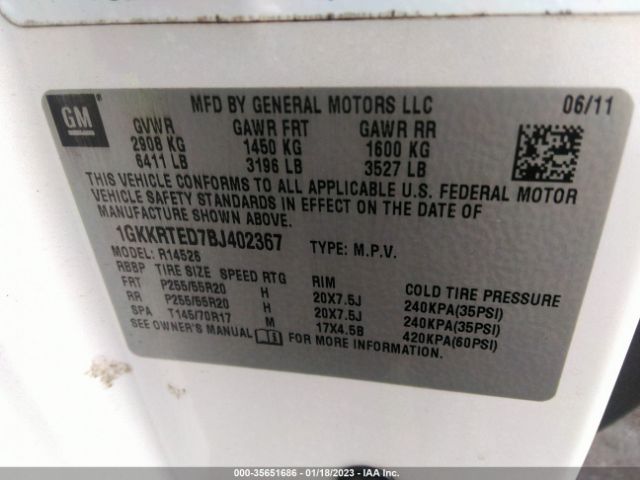 GM
MFD BY GENERAL MOTORS LLC 06/11
GVWR GAWR FRT GAWR RR
2908 KG 1450 KG 1600 KG
6411 LB 3196 LB 3527 LB
THIS VEHICLE CONFORMS TO ALL APPLICABLE U.S. FEDERAL MOTOR
VEHICLE SAFETY STANDARDS IN EFFECT ON THE DATE OF
MANUFACTURE SHOWN ABOVE.
1GKKRTED7BJ402367 TYPE: M.P.V.
MODEL: R14526
RBBP TIRE SIZE SPEED RTG RIM COLD TIRE PRESSURE
FRT P255/55R20 H 20X7.5J 240KPA(35PSI)
RR P255/55R20 H 20X7.5J 240KPA(35PSI)
SPA T145/70R17 M 17X4.5B 420KPA(60PSI)
SEE OWNER'S MANUAL FOR MORE INFORMATION.
000-35651686 - 01/18/2023 - IAA Inc.